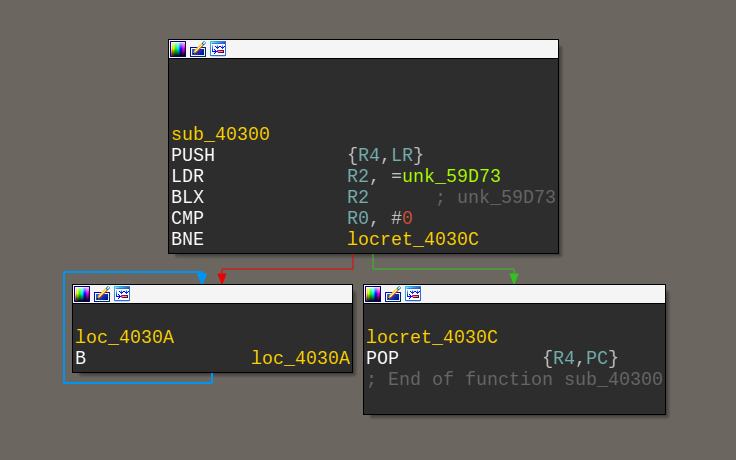 sub_40300
PUSH {R4,LR}
LDR R2, =unk_59D73
BLX R2 ; unk_59D73
CMP R0, #0
BNE locret_4030C
loc_4030A
B loc_4030A
locret_4030C
POP {R4,PC}
; End of function sub_40300